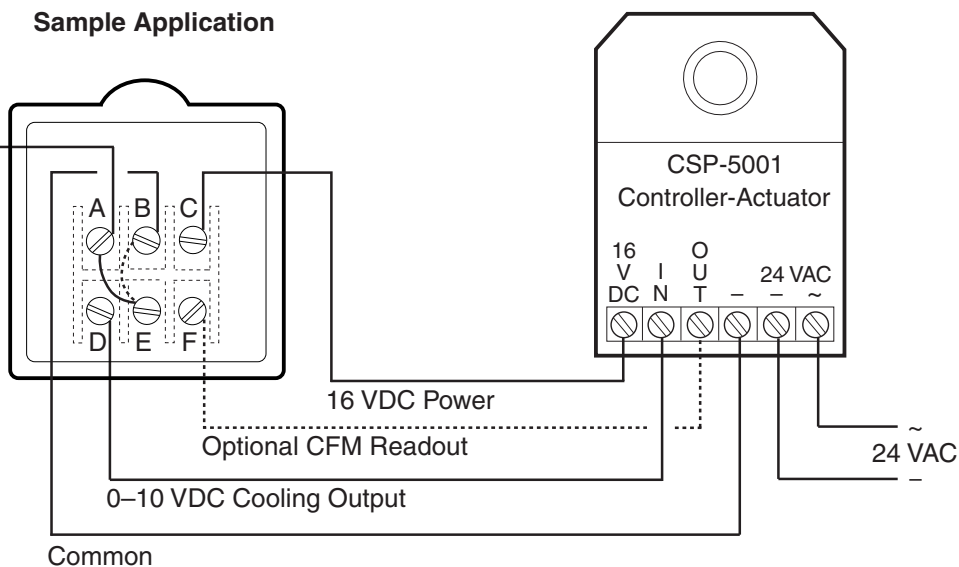 Sample Application
CSP-5001
Controller-Actuator
A B C
D E F
16
V
DC
I
N
O
U
T
–
24 VAC
– ~
16 VDC Power
Optional CFM Readout
0–10 VDC Cooling Output
Common
~
24 VAC
–